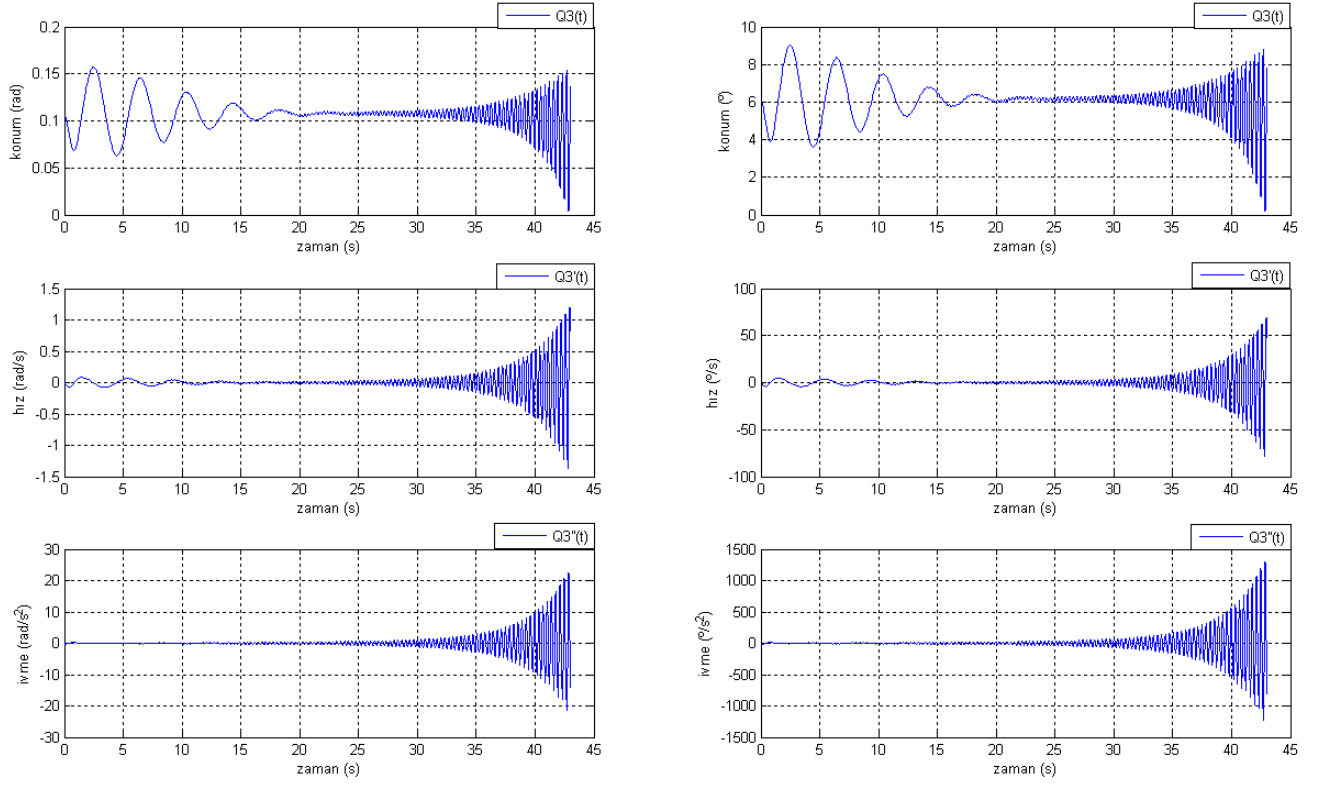 Q3(t)
0.2
0.15
0.1
0.05
0
konum (rad)
0 5 10 15 20 25 30 35 40 45
zaman (s)
Q3(t)
10
8
6
4
2
0
konum (º)
0 5 10 15 20 25 30 35 40 45
zaman (s)
Q3'(t)
1.5
1
0.5
0
-0.5
-1
-1.5
hız (rad/s)
0 5 10 15 20 25 30 35 40 45
zaman (s)
Q3'(t)
100
50
0
-50
-100
hız (º/s)
0 5 10 15 20 25 30 35 40 45
zaman (s)
Q3''(t)
30
20
10
0
-10
-20
-30
ivme (rad/s²)
0 5 10 15 20 25 30 35 40 45
zaman (s)
Q3''(t)
1500
1000
500
0
-500
-1000
-1500
ivme (º/s²)
0 5 10 15 20 25 30 35 40 45
zaman (s)